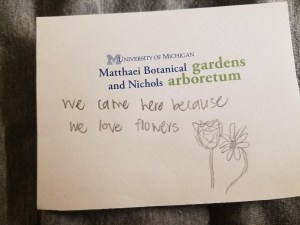 M UNIVERSITY OF MICHIGAN
Matthaei Botanical gardens
and Nichols arboretum
we came here because
we love flowers